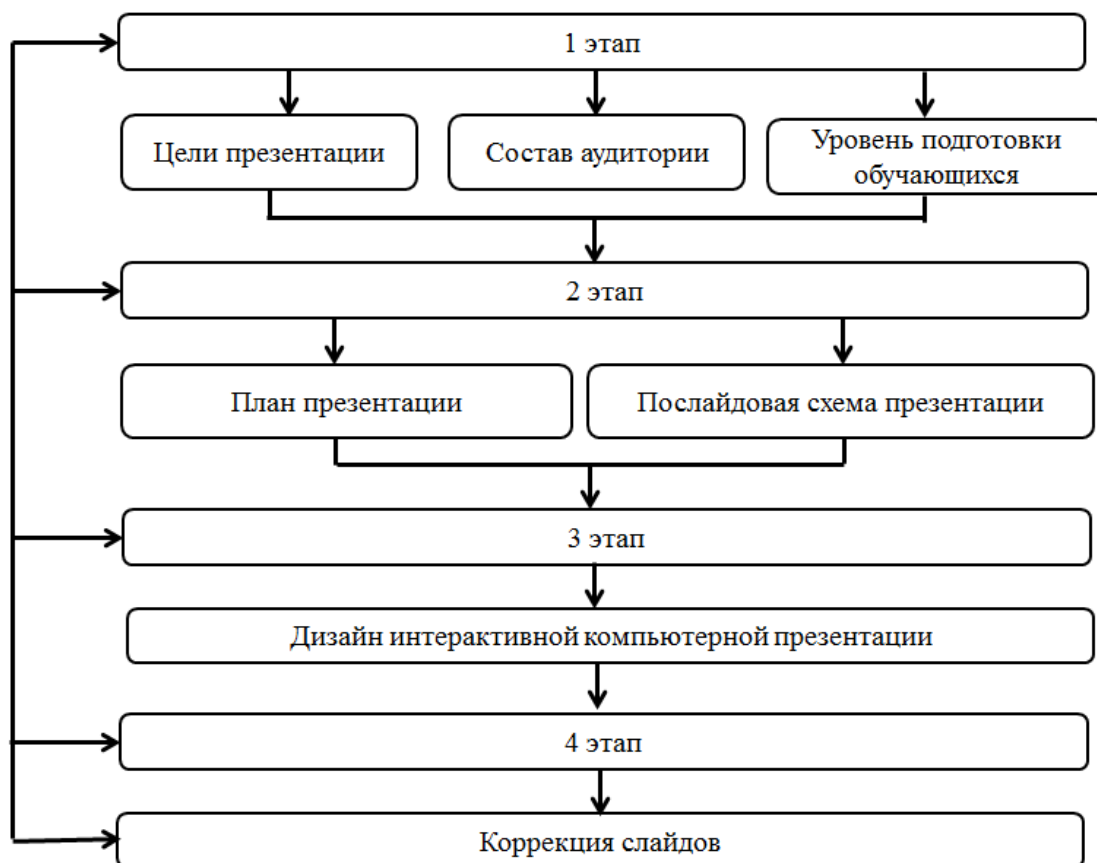 1 этап
Цели презентации
Состав аудитории
Уровень подготовки
обучающихся
2 этап
План презентации
Послайдовая схема презентации
3 этап
Дизайн интерактивной компьютерной презентации
4 этап
Коррекция слайдов